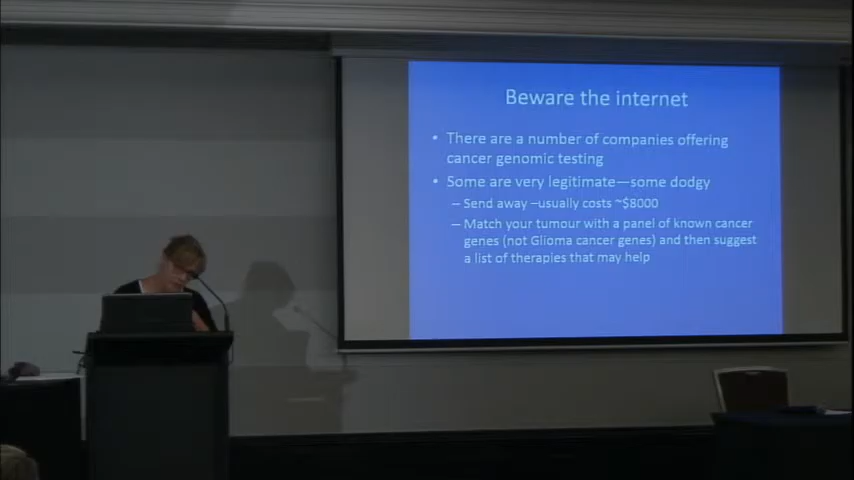 Beware the internet
• There are a number of companies offering
cancer genomic testing
• Some are very legitimate—some dodgy
– Send away –usually costs ~$8000
– Match your tumour with a panel of known cancer
genes (not Glioma cancer genes) and then suggest
a list of therapies that may help